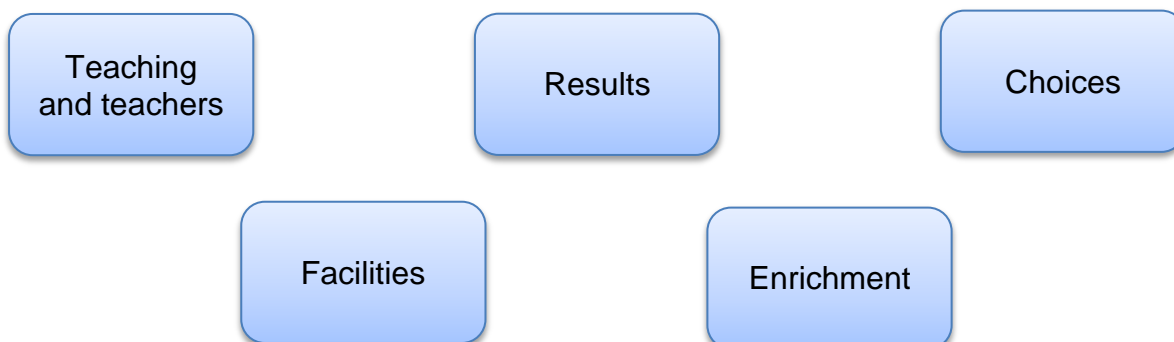 Teaching
and teachers
Results
Choices
Facilities
Enrichment